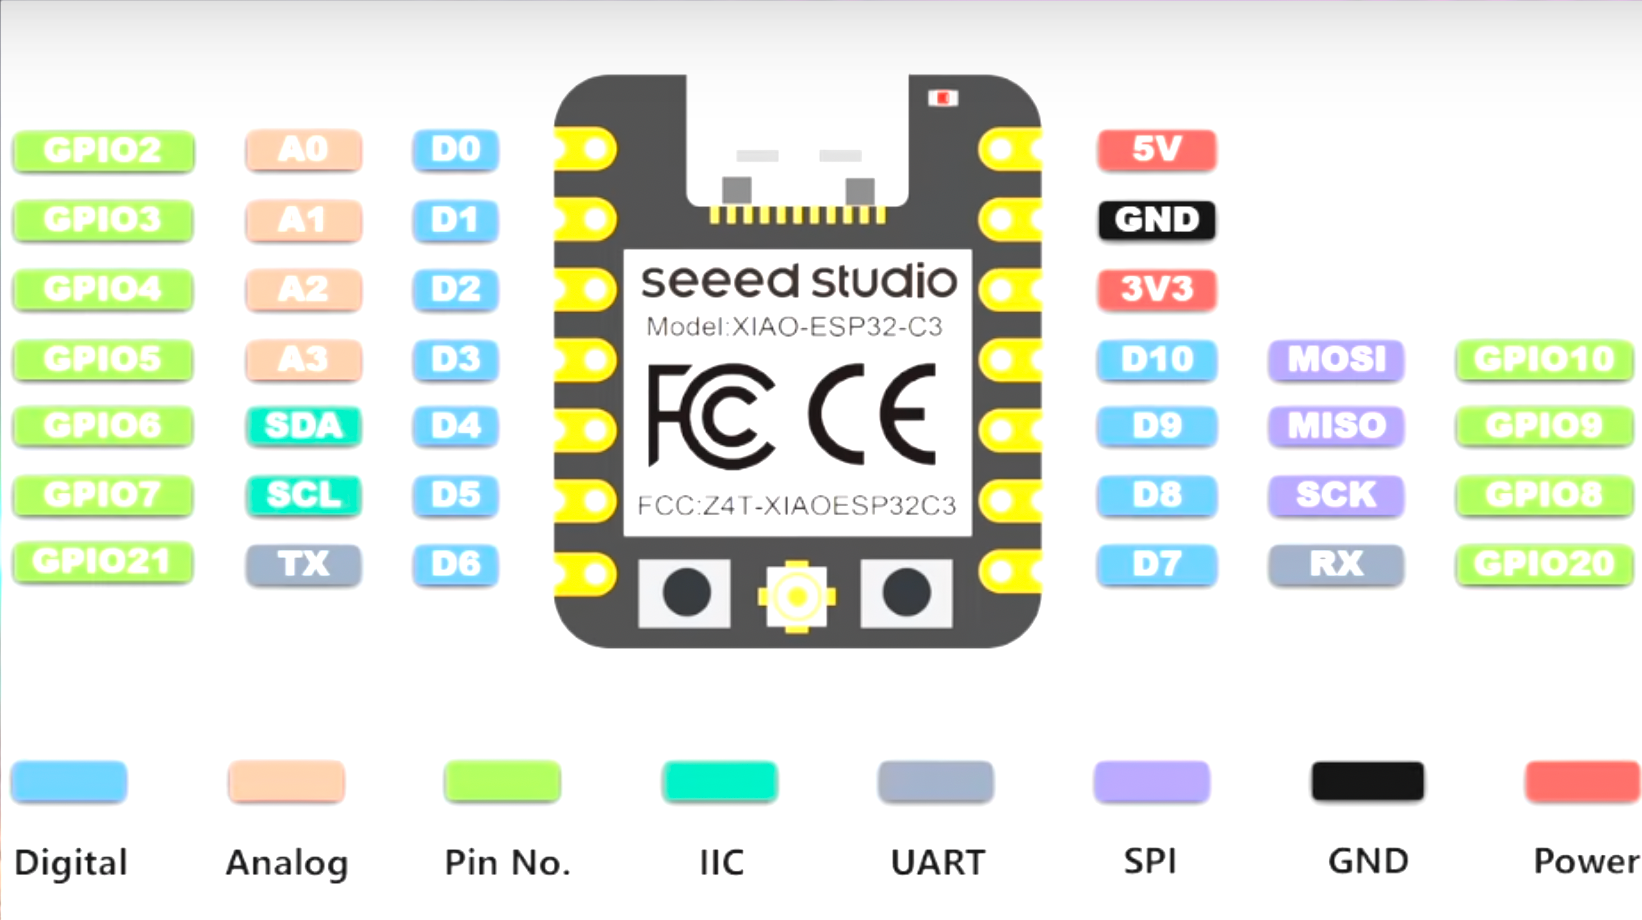 GPIO2 A0 D0 5V
GPIO3 A1 D1 GND
GPIO4 A2 D2 3V3
GPIO5 A3 D3 D10 MOSI GPIO10
GPIO6 SDA D4 D9 MISO GPIO9
GPIO7 SCL D5 D8 SCK GPIO8
GPIO21 TX D6 D7 RX GPIO20
seeed studio
Model:XIAO-ESP32-C3
FC CE
FCC:Z4T-XIAOESP32C3
Digital Analog Pin No. IIC UART SPI GND Power